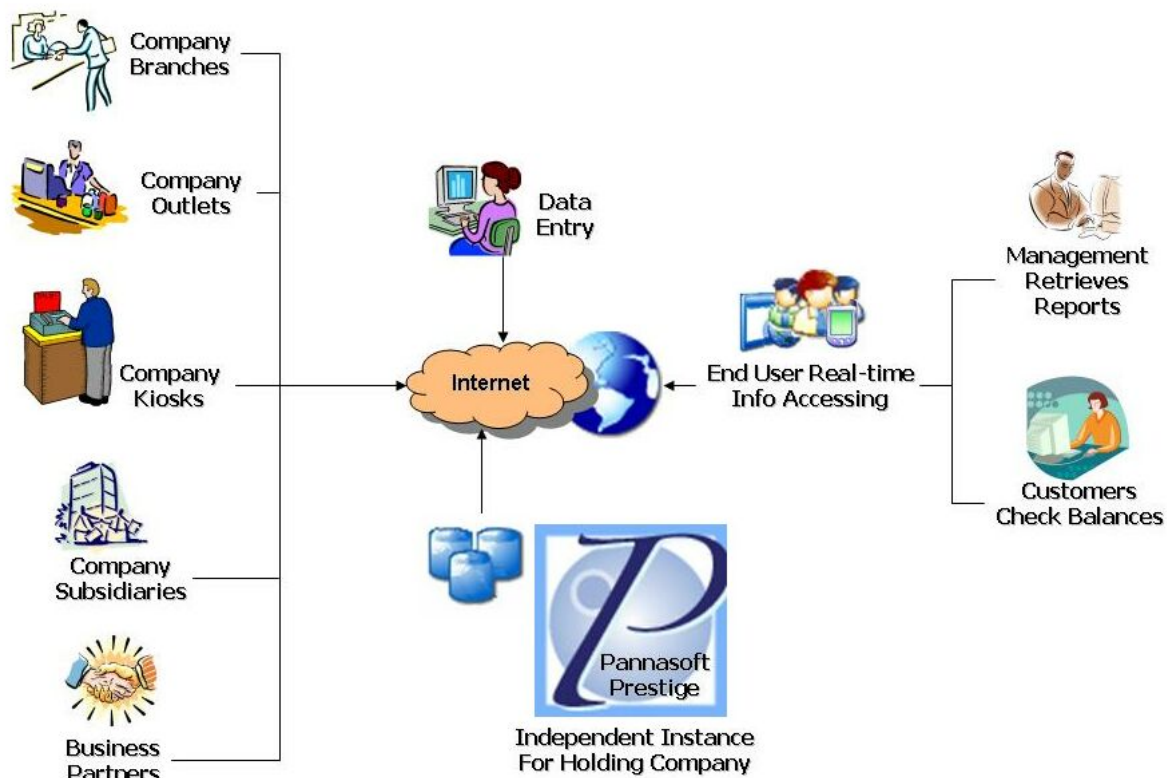 Company
Branches
Company
Outlets
Company
Kiosks
Company
Subsidiaries
Business
Partners
Data
Entry
Internet
Pannasoft
Prestige
Independent Instance
For Holding Company
End User Real-time
Info Accessing
Management
Retrieves
Reports
Customers
Check Balances